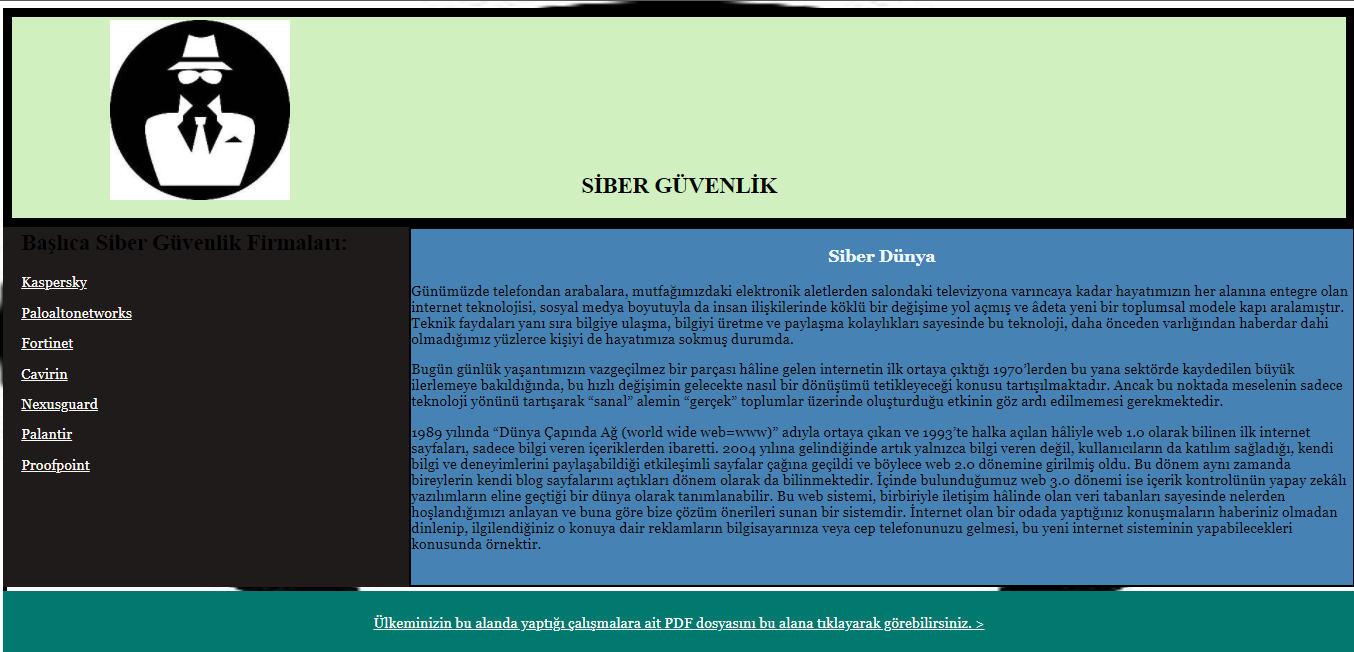 SİBER GÜVENLİK
Başlıca Siber Güvenlik Firmaları:
Kaspersky
Paloaltonetworks
Fortinet
Cavirin
Nexusguard
Palantir
Proofpoint
Siber Dünya
Günümüzde telefondan arabalara, mutfağımızdaki elektronik aletlerden salondaki televizyona varıncaya kadar hayatımızın her alanına entegre olan
internet teknolojisi, sosyal medya boyutuyla da insan ilişkilerinde köklü bir değişime yol açmış ve âdeta yeni bir toplumsal modele kapı aralamıştır.
Teknik faydaları yanı sıra bilgiye ulaşma, bilgiyi üretme ve paylaşma kolaylıkları sayesinde bu teknoloji, daha önceden varlığından haberdar dahi
olmadığımız yüzlerce kişiyi de hayatımıza sokmuş durumda.
Bugün günlük yaşantımızın vazgeçilmez bir parçası hâline gelen internetin ilk ortaya çıktığı 1970’lerden bu yana sektörde kaydedilen büyük
ilerlemeye bakıldığında, bu hızlı değişimin gelecekte nasıl bir dönüşümü tetikleyeceği konusu tartışılmaktadır. Ancak bu noktada meselenin sadece
teknoloji yönünü tartışarak “sanal” alemin “gerçek” toplumlar üzerinde oluşturduğu etkinin göz ardı edilmemesi gerekmektedir.
1989 yılında “Dünya Çapında Ağ (world wide web=www)” adıyla ortaya çıkan ve 1993’te halka açılan hâliyle web 1.0 olarak bilinen ilk internet
sayfaları, sadece bilgi veren içeriklerden ibaretti. 2004 yılına gelindiğinde artık yalnızca bilgi veren değil, kullanıcıların da katılım sağladığı, kendi
bilgi ve deneyimlerini paylaşabildiği etkileşimli sayfalar çağına geçildi ve böylece web 2.0 dönemine girilmiş oldu. Bu dönem aynı zamanda
bireylerin kendi blog sayfalarını açtıkları dönem olarak da bilinmektedir. İçinde bulunduğumuz web 3.0 dönemi ise içerik kontrolünün yapay zekâlı
yazılımların eline geçtiği bir dünya olarak tanımlanabilir. Bu web sistemi, birbiriyle iletişim hâlinde olan veri tabanları sayesinde nelerden
hoşlandığımızı anlayan ve buna göre bize çözüm önerileri sunan bir sistemdir. İnternet olan bir odada yaptığınız konuşmaların haberiniz olmadan
dinlenip, ilgilendiğiniz o konuya dair reklamların bilgisayarınıza veya cep telefonunuzu gelmesi, bu yeni internet sisteminin yapabilecekleri
konusunda örnektir.
Ülkeminizin bu alanda yaptığı çalışmalara ait PDF dosyasını bu alana tıklayarak görebilirsiniz. >